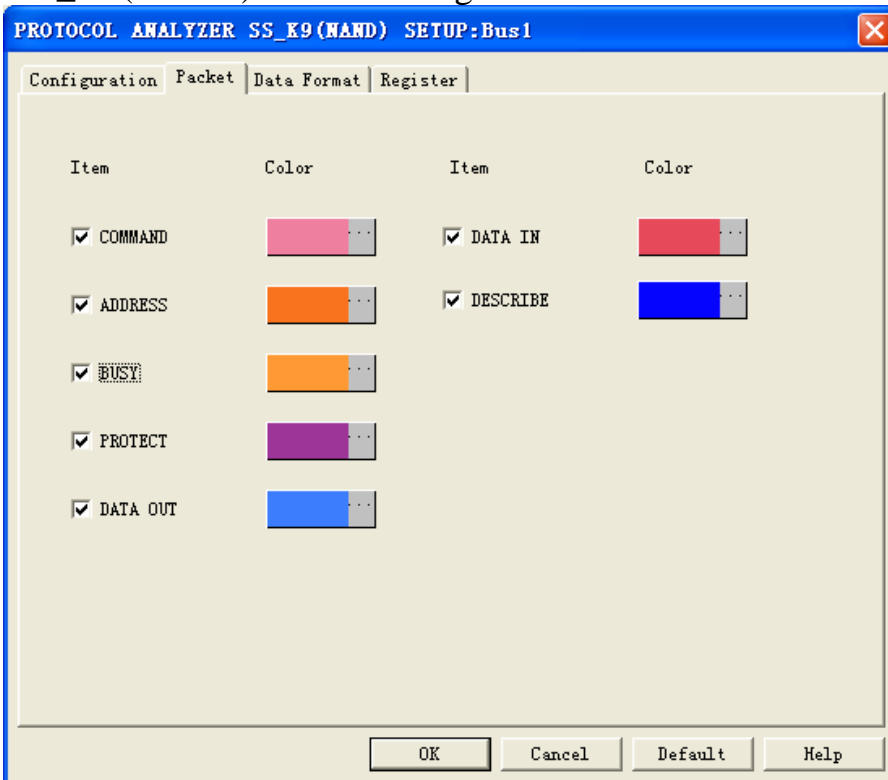 PROTOCOL ANALYZER SS_K9(NAND) SETUP:Bus1
Configuration Packet Data Format Register
Item Color Item Color
COMMAND ... DATA IN ...
ADDRESS ... DESCRIBE ...
BUSY ...
PROTECT ...
DATA OUT ...
OK Cancel Default Help